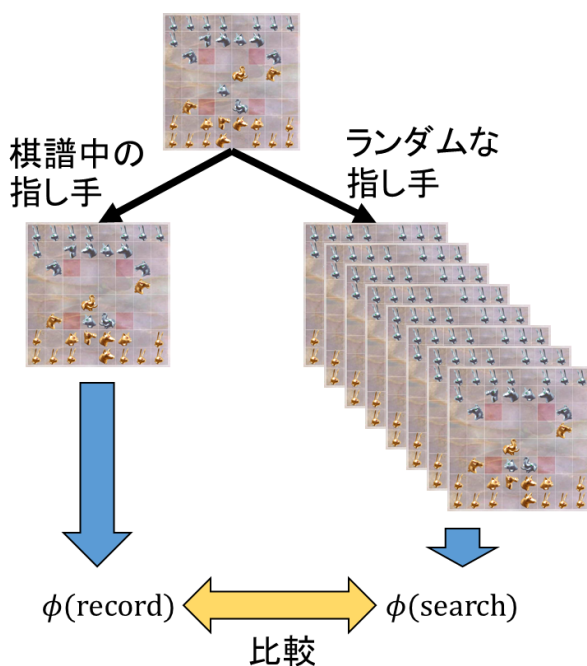 棋譜中の
指し手
ランダムな
指し手
ϕ(record)
ϕ(search)
比較